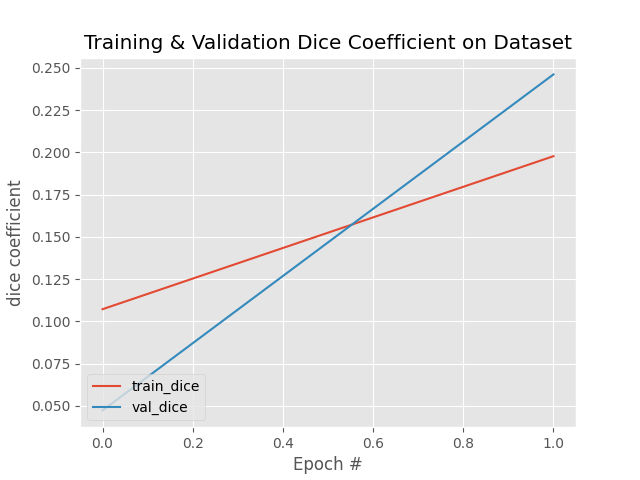 Training & Validation Dice Coefficient on Dataset
0.250
0.225
0.200
0.175
0.150
0.125
0.100
0.075
0.050
dice coefficient
train_dice
val_dice
0.0 0.2 0.4 0.6 0.8 1.0
Epoch #